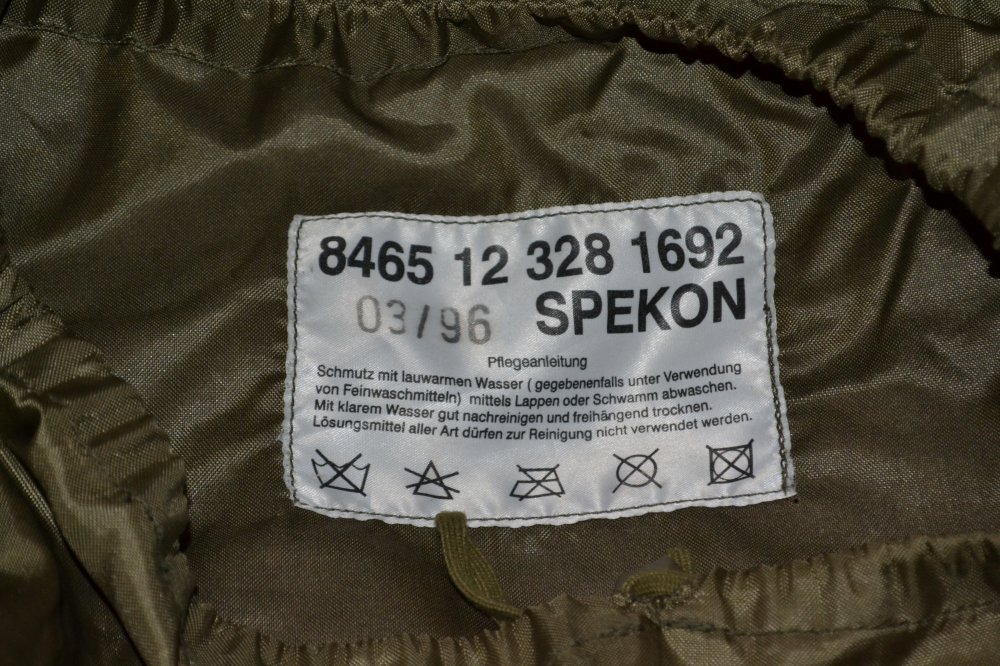 8465 12 328 1692
03/96 SPEKON
Pflegeanleitung
Schmutz mit lauwarmen Wasser ( gegebenenfalls unter Verwendung
von Feinwaschmitteln) mittels Lappen oder Schwamm abwaschen.
Mit klarem Wasser gut nachreinigen und freihängend trocknen.
Lösungsmittel aller Art dürfen zur Reinigung nicht verwendet werden.